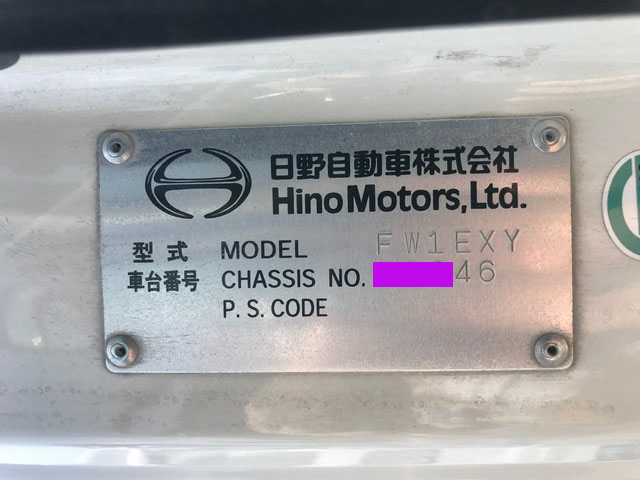 日野自動車株式会社
Hino Motors, Ltd.
型式 MODEL FW1EXY
車台番号 CHASSIS NO. 46
P.S.CODE